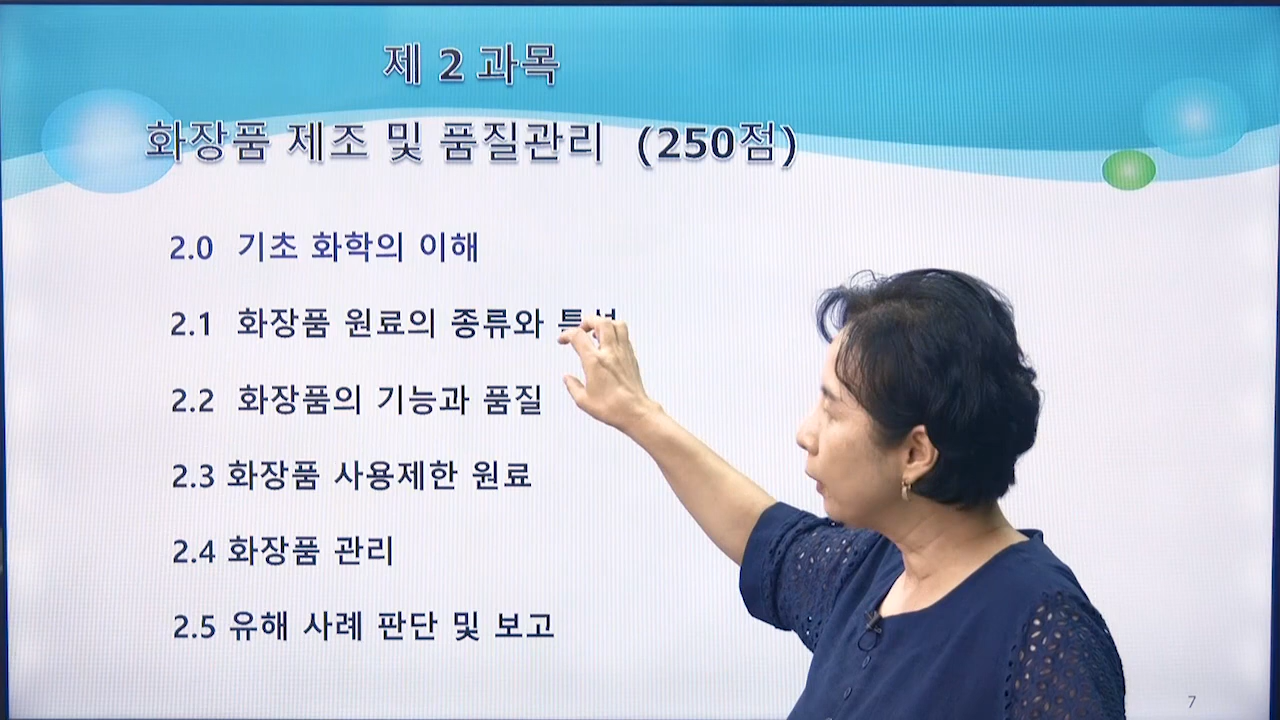 제 2 과목
화장품 제조 및 품질관리 (250점)
2.0 기초 화학의 이해
2.1 화장품 원료의 종류와
2.2 화장품의 기능과 품질
2.3 화장품 사용제한 원료
2.4 화장품 관리
2.5 유해 사례 판단 및 보고
7